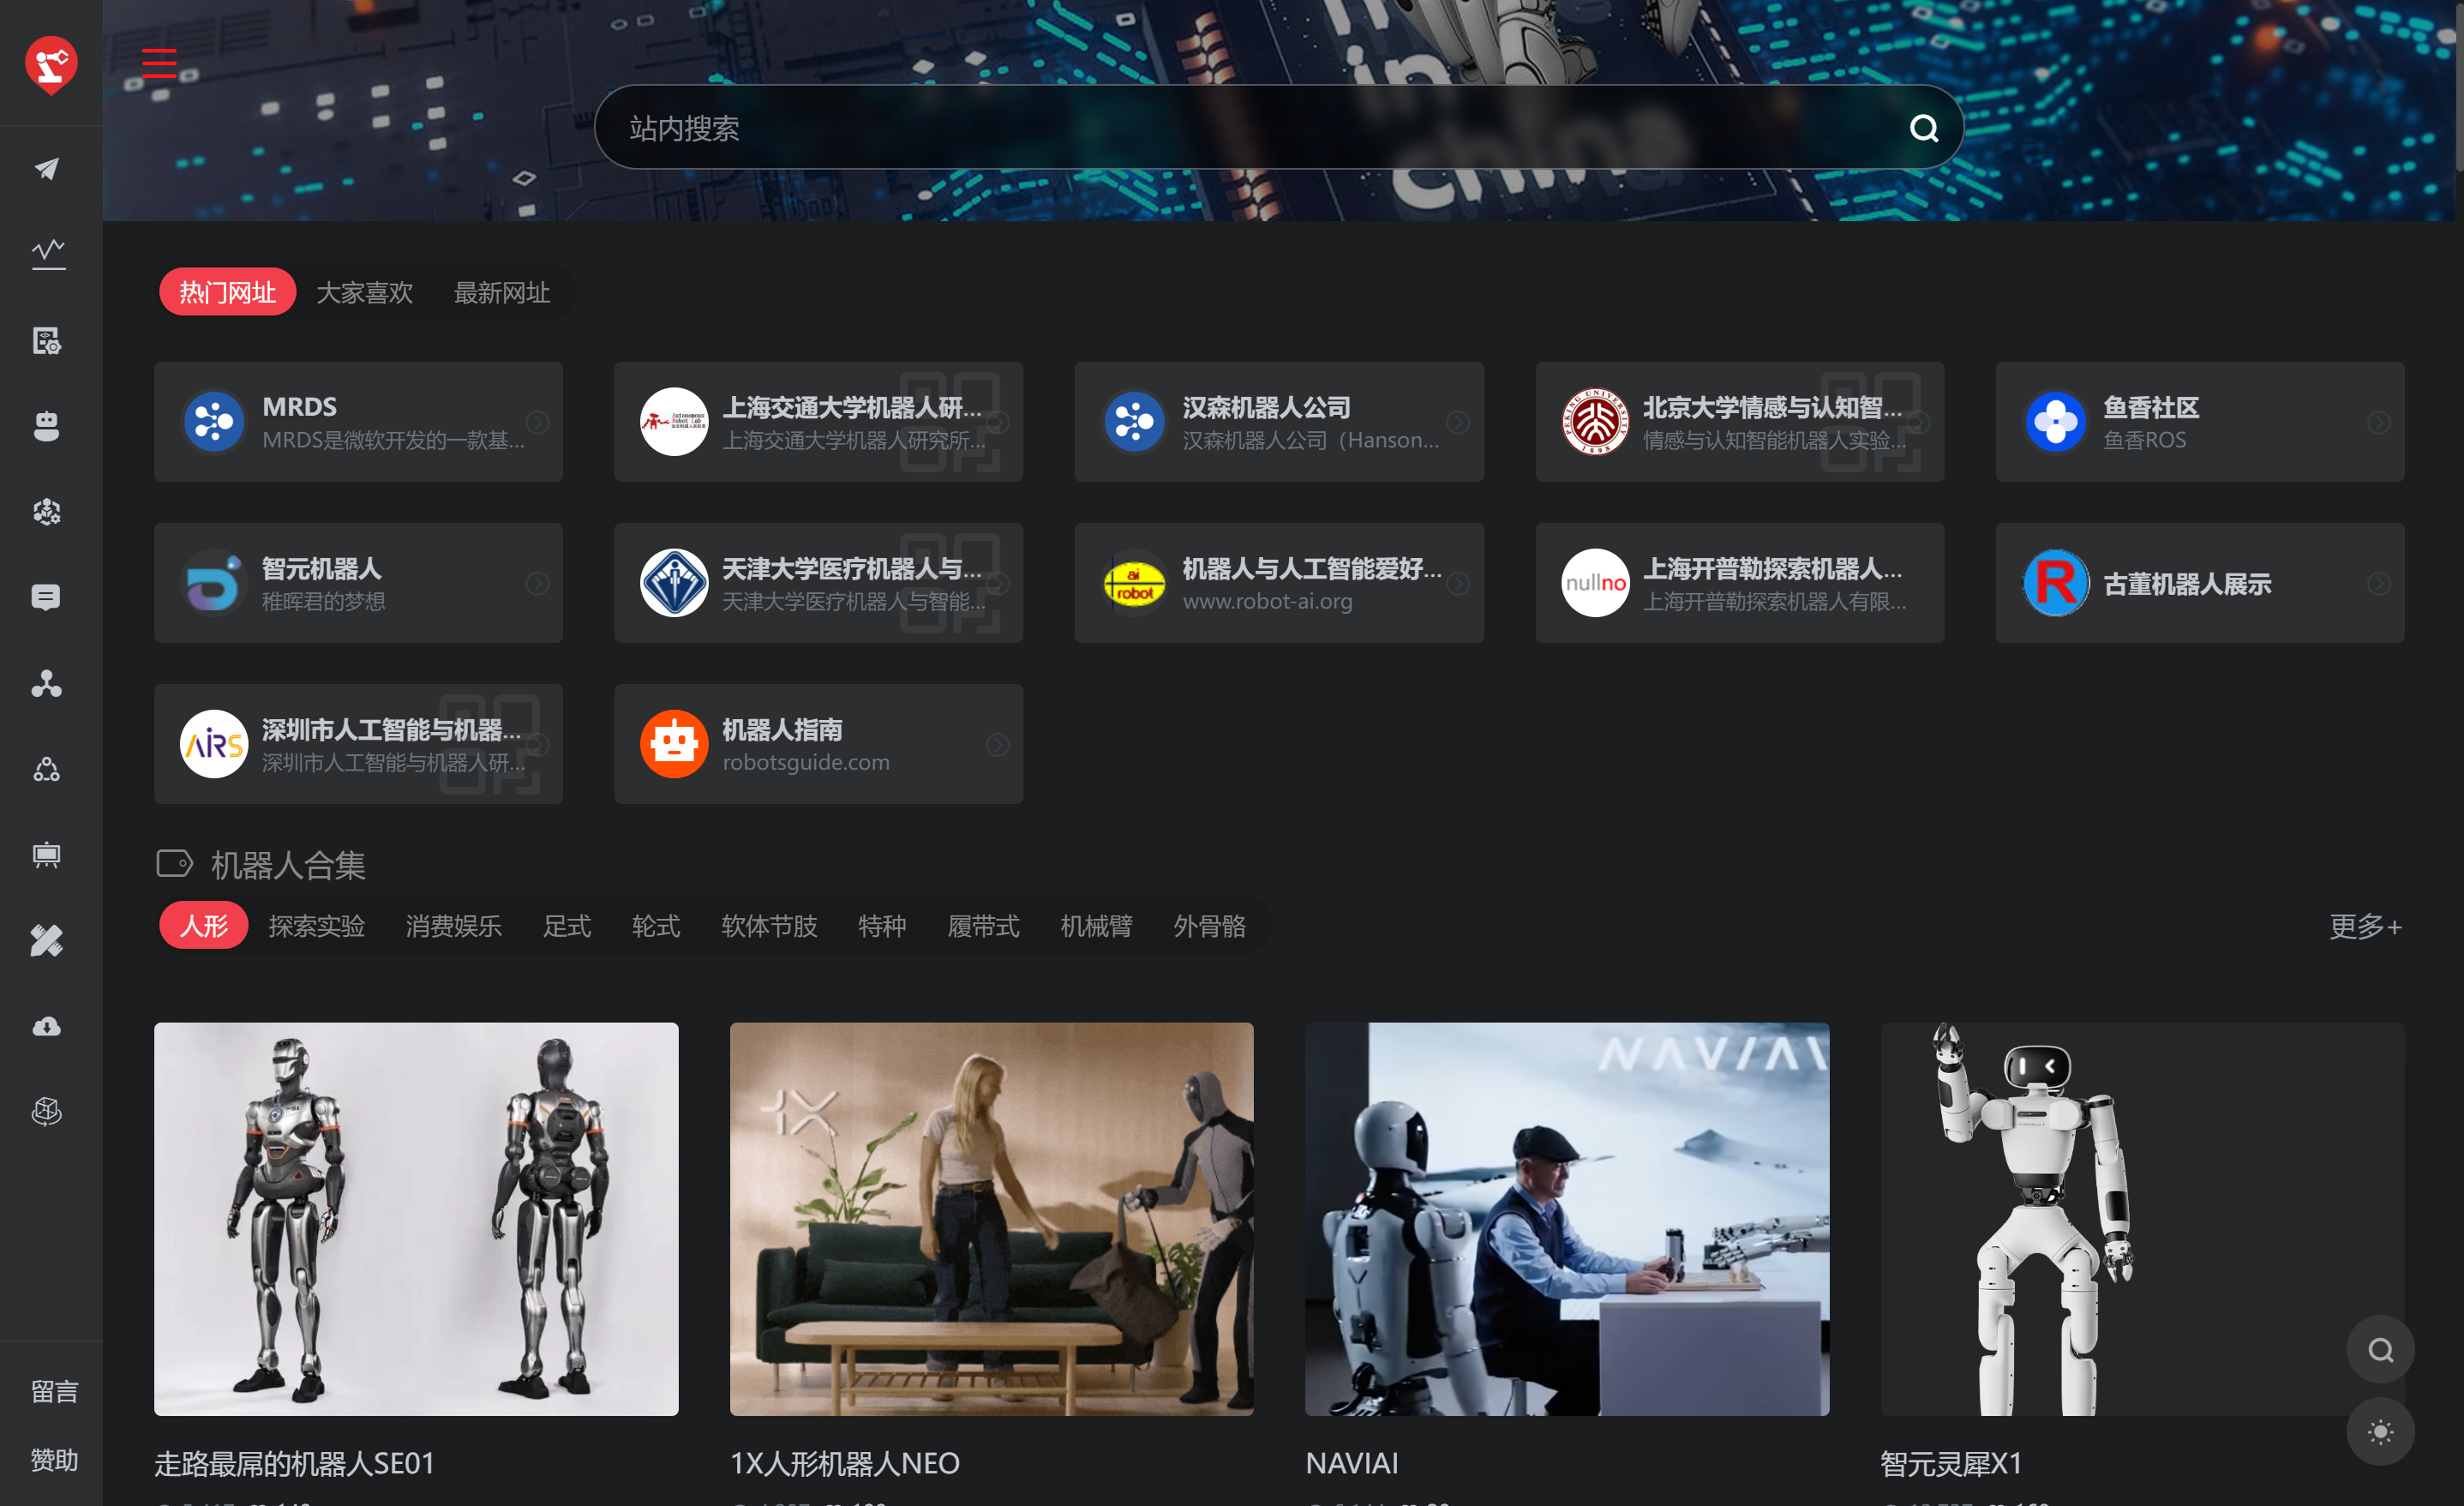 in
china
站内搜索
热门网址 大家喜欢 最新网址
MRDS
MRDS是微软开发的一款基...
上海交通大学机器人研...
上海交通大学机器人研究所...
汉森机器人公司
汉森机器人公司（Hanson...
北京大学情感与认知智...
情感与认知智能机器人实验...
鱼香社区
鱼香ROS
智元机器人
稚晖君的梦想
天津大学医疗机器人与...
天津大学医疗机器人与智能...
ai
robot
机器人与人工智能爱好...
www.robot-ai.org
nullno
上海开普勒探索机器人...
上海开普勒探索机器人有限...
R
古董机器人展示
AIRS
深圳市人工智能与机器...
深圳市人工智能与机器人研...
机器人指南
robotsguide.com
机器人合集
人形 探索实验 消费娱乐 足式 轮式 软体节肢 特种 履带式 机械臂 外骨骼 更多+
1X
NAVIAI
走路最屌的机器人SE01
1X人形机器人NEO
NAVIAI
智元灵犀X1
留言
赞助